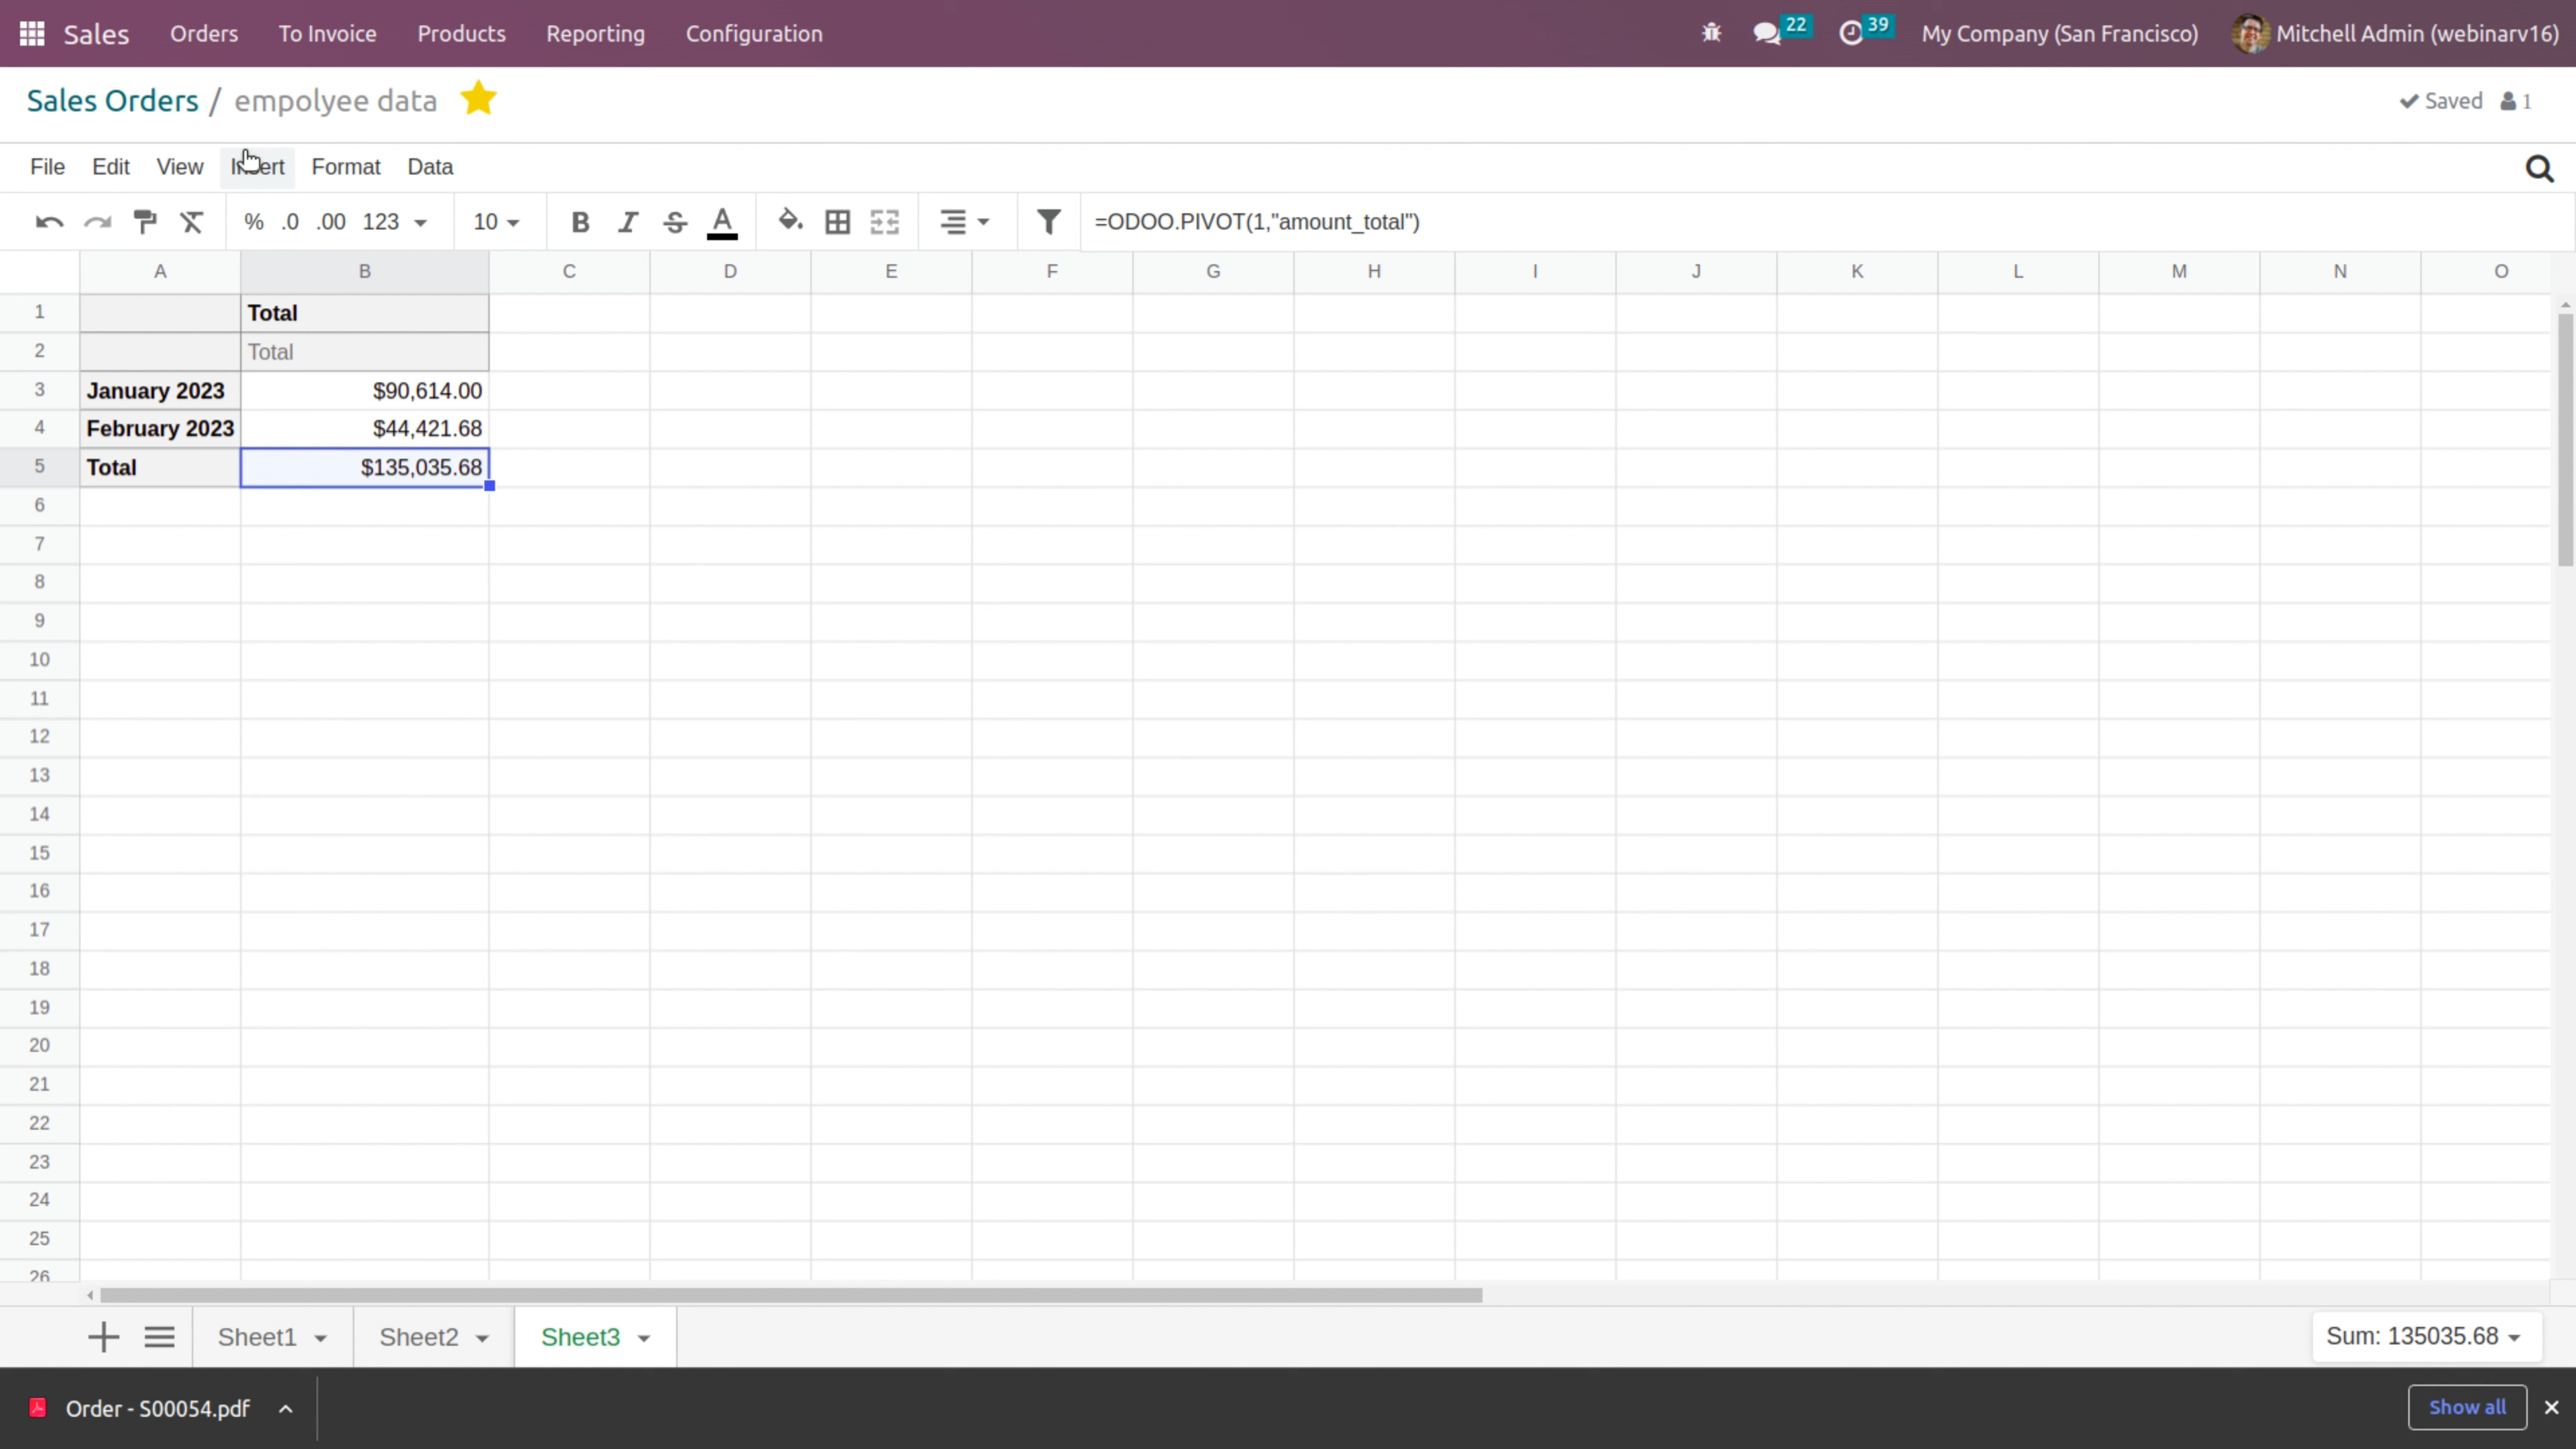 Sales Orders To Invoice Products Reporting Configuration 22 39 My Company (San Francisco) Mitchell Admin (webinarv16)
Sales Orders / empolyee data Saved 1
File Edit View Insert Format Data
% .0 .00 123 10 B I S A =ODOO.PIVOT(1,"amount_total")
A B C D E F G H I J K L M N O
1 Total
2 Total
3 January 2023 $90,614.00
4 February 2023 $44,421.68
5 Total $135,035.68
6
7
8
9
10
11
12
13
14
15
16
17
18
19
20
21
22
23
24
25
26
Sheet1 Sheet2 Sheet3 Sum: 135035.68
Order - S00054.pdf Show all